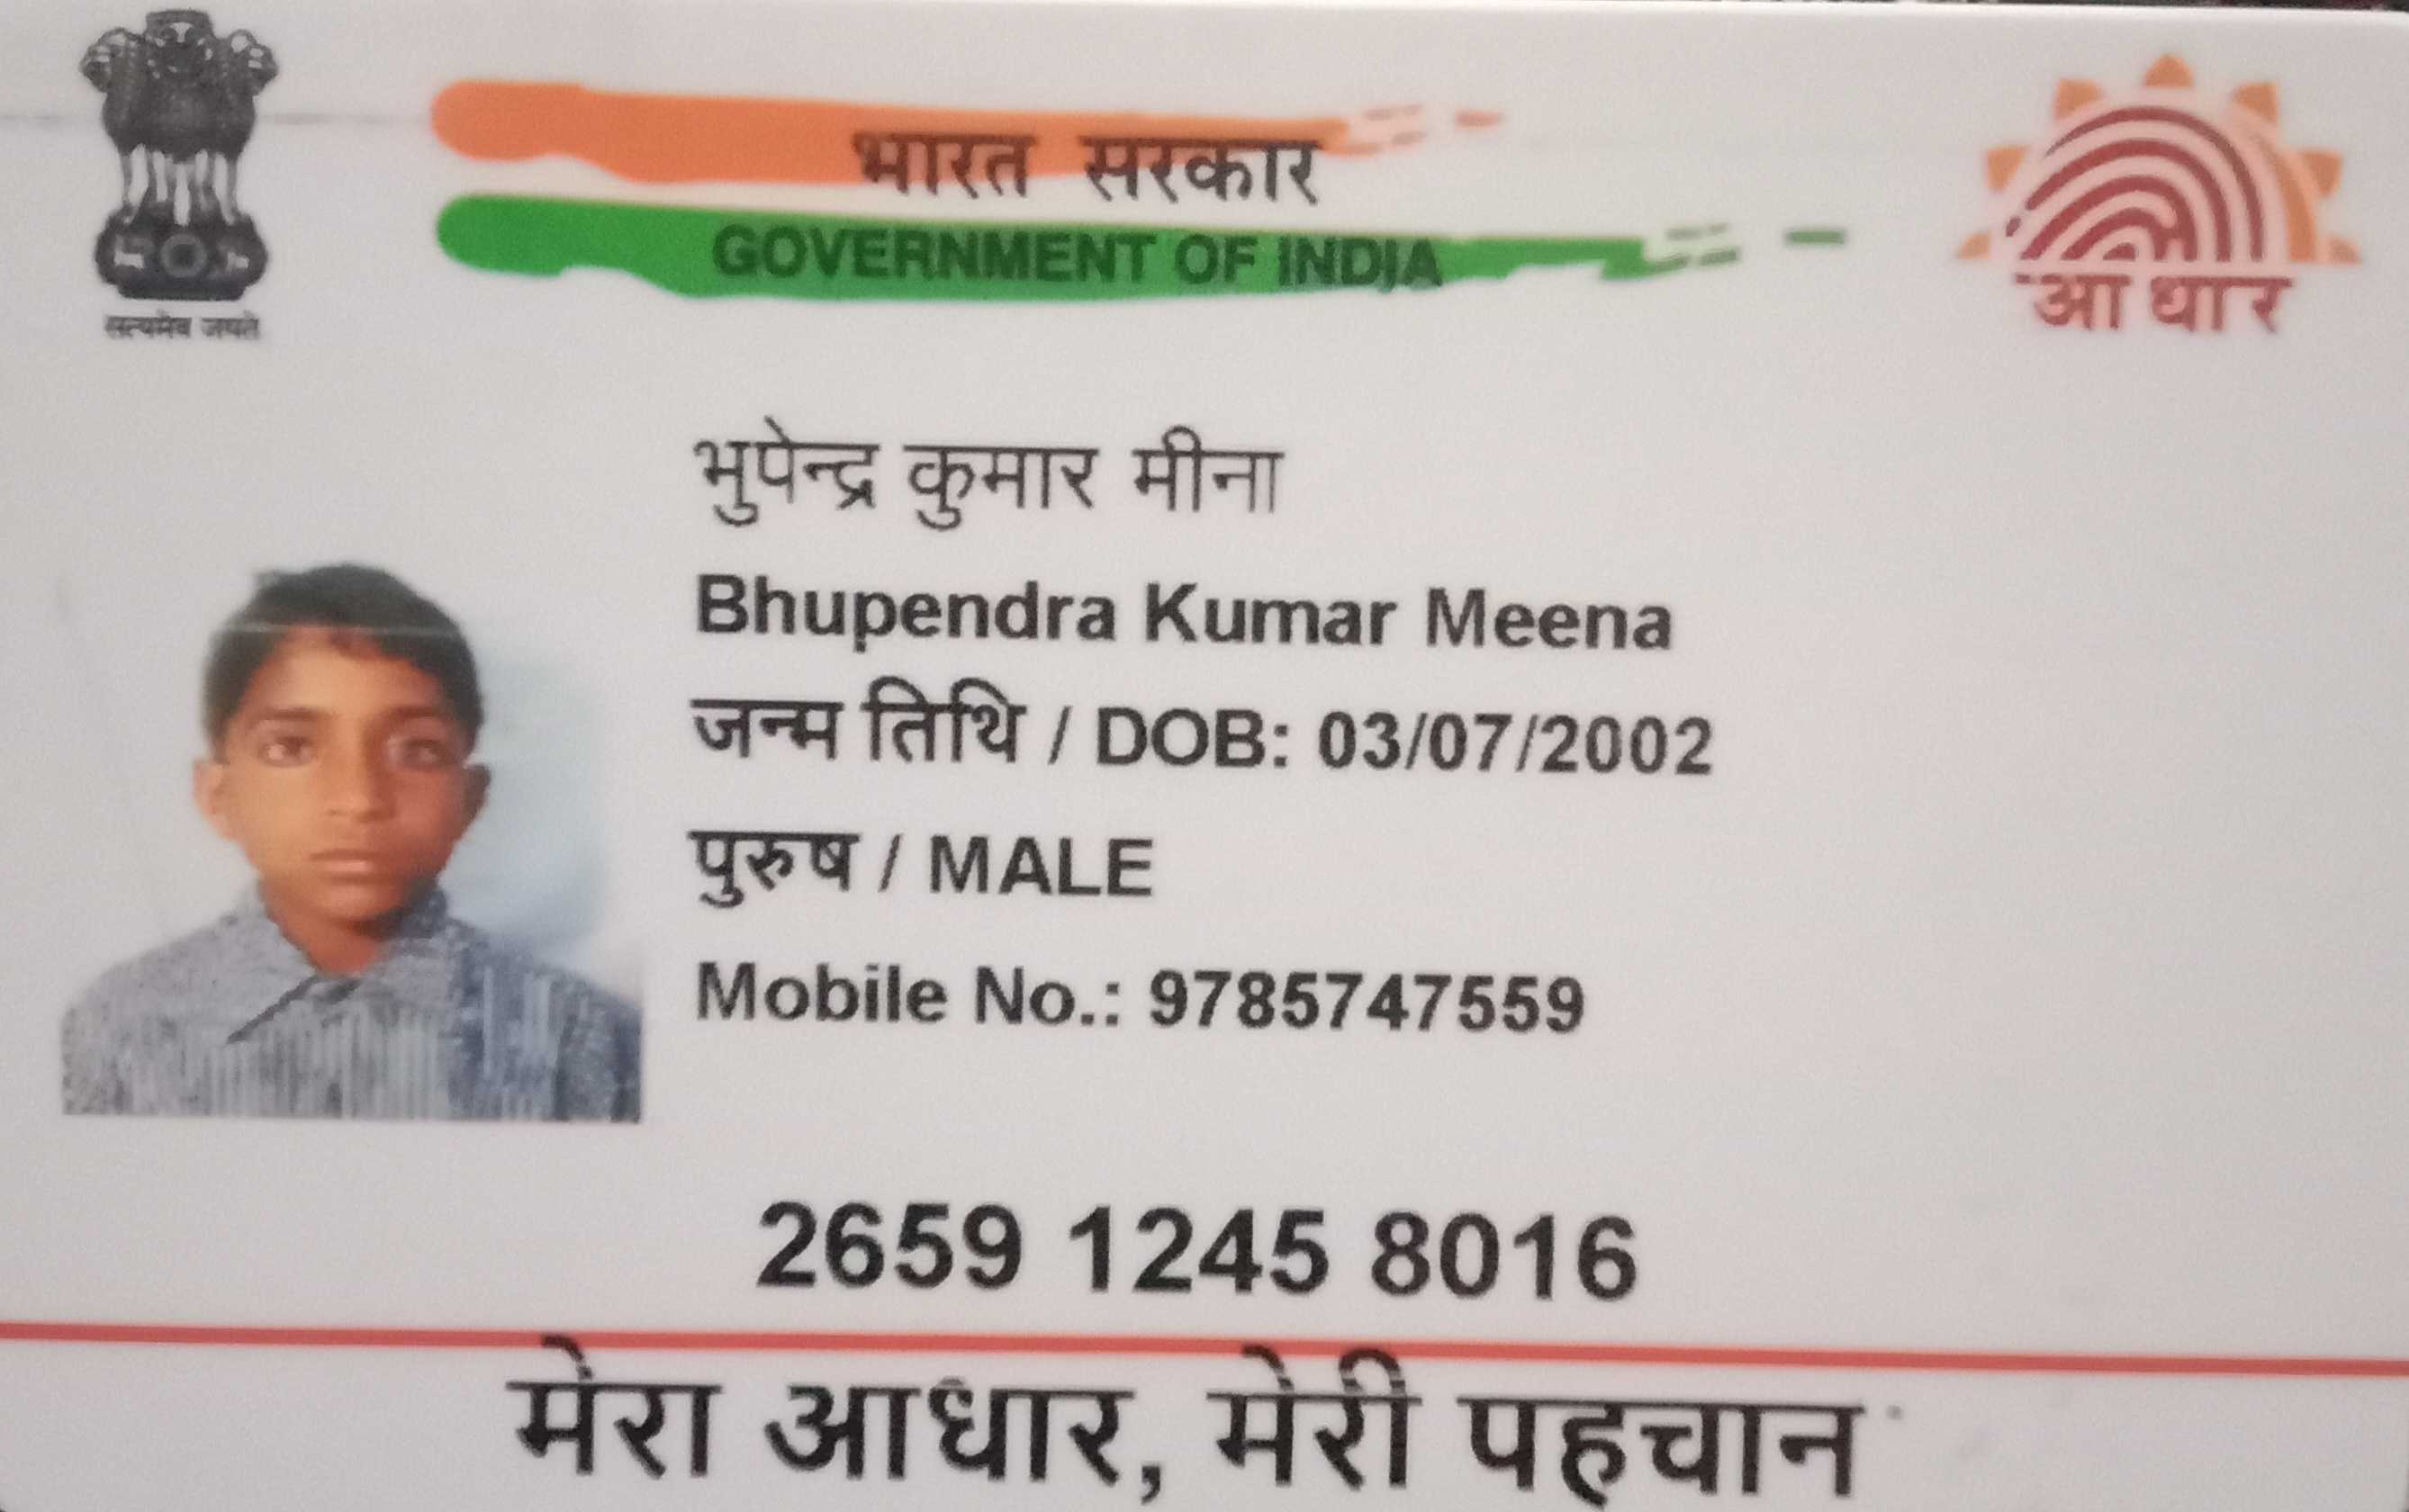 भारत सरकार
GOVERNMENT OF INDIA
सत्यमेव जयते
आधार
भुपेन्द्र कुमार मीना
Bhupendra Kumar Meena
जन्म तिथि / DOB: 03/07/2002
पुरुष / MALE
Mobile No.: 9785747559
2659 1245 8016
मेरा आधार, मेरी पहचान